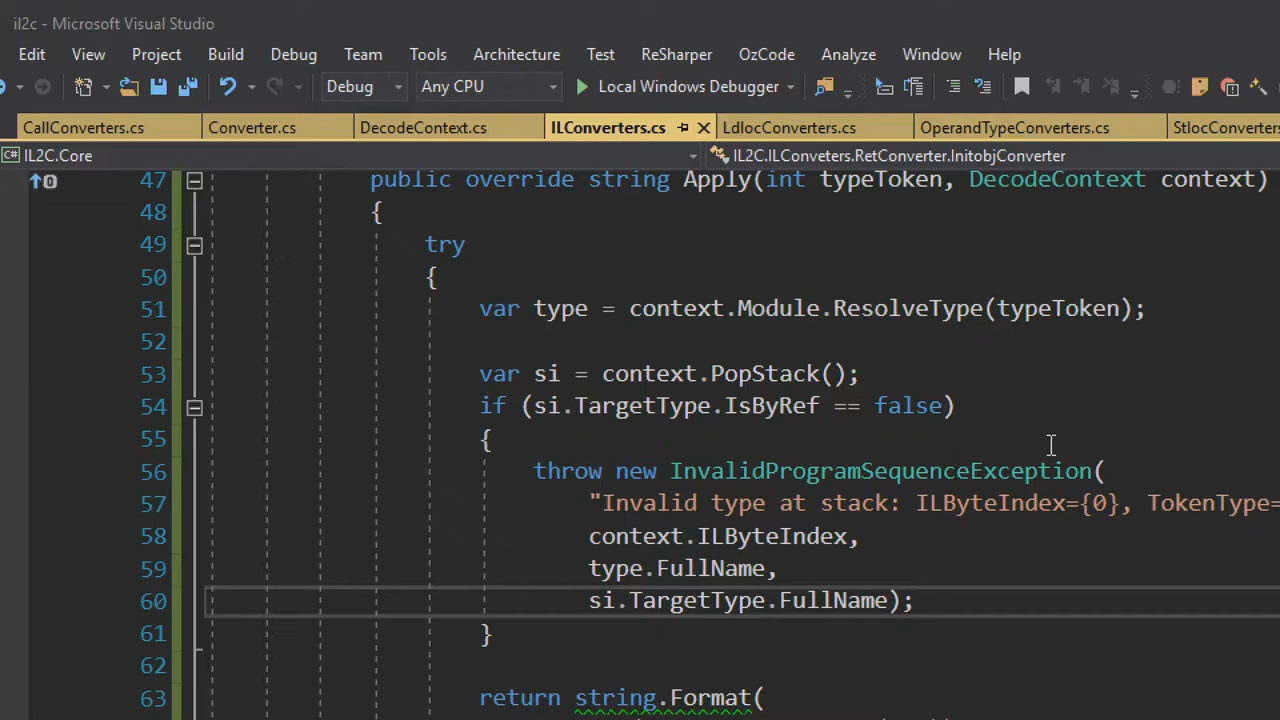 il2c - Microsoft Visual Studio
Edit View Project Build Debug Team Tools Architecture Test ReSharper OzCode Analyze Window Help
Debug Any CPU Local Windows Debugger
CallConverters.cs Converter.cs DecodeContext.cs ILConverters.cs LdlocConverters.cs OperandTypeConverters.cs StlocConverters
IL2C.Core IL2C.ILConveters.RetConverter.InitobjConverter
47 public override string Apply(int typeToken, DecodeContext context)
48 {
49 try
50 {
51 var type = context.Module.ResolveType(typeToken);
52
53 var si = context.PopStack();
54 if (si.TargetType.IsByRef == false)
55 {
56 throw new InvalidProgramSequenceException(
57 "Invalid type at stack: ILByteIndex={0}, TokenType=
58 context.ILByteIndex,
59 type.FullName,
60 si.TargetType.FullName);
61 }
62
63 return string.Format(